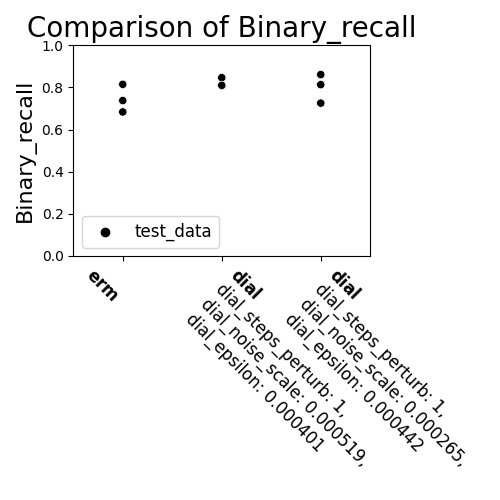 Comparison of Binary_recall
Binary_recall
1.0
0.8
0.6
0.4
0.2
0.0
test_data
erm
dial
dial_steps_perturb: 1,
dial_noise_scale: 0.000519,
dial_epsilon: 0.000401
dial
dial_steps_perturb: 1,
dial_noise_scale: 0.000265,
dial_epsilon: 0.000442